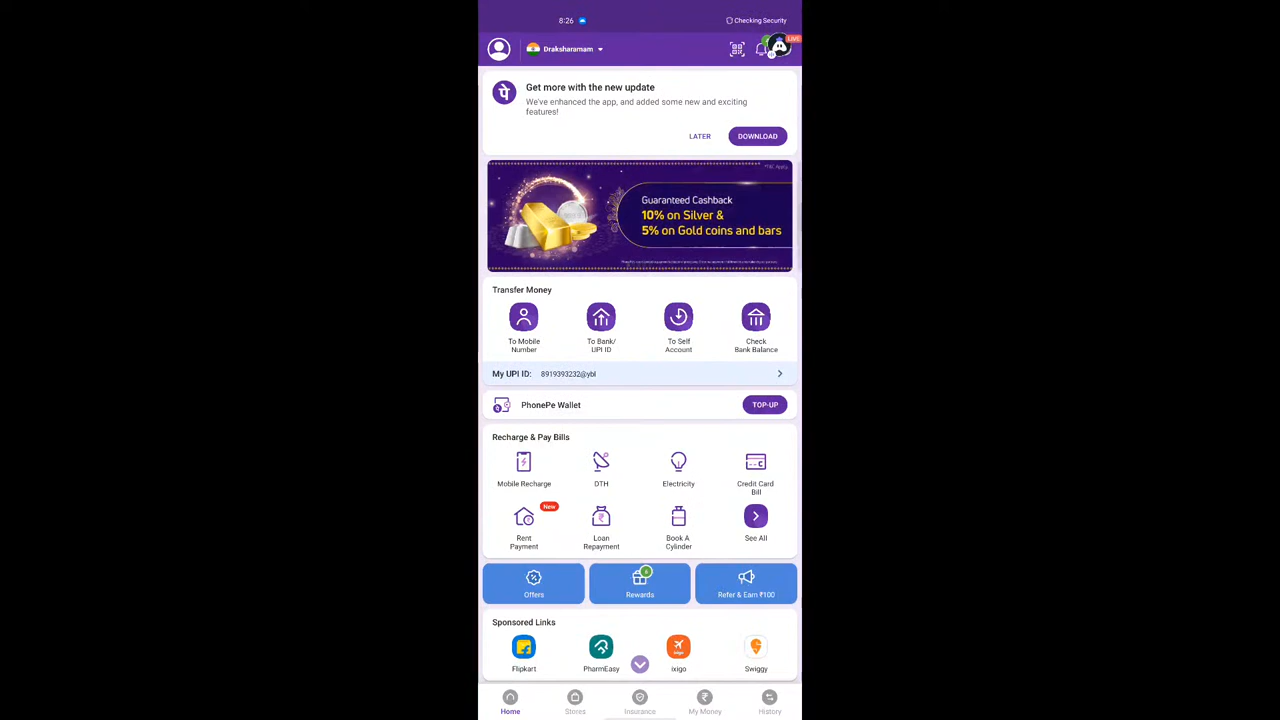 8:26
Checking Security
Draksharamam
LIVE
पे
Get more with the new update
We've enhanced the app, and added some new and exciting
features!
LATER
DOWNLOAD
*T&C Apply
Guaranteed Cashback
10% on Silver &
5% on Gold coins and bars
Transfer Money
To Mobile
Number
To Bank/
UPI ID
To Self
Account
Check
Bank Balance
My UPI ID: 8919393232@ybl
PhonePe Wallet
TOP-UP
Recharge & Pay Bills
Mobile Recharge
DTH
Electricity
Credit Card
Bill
New
Rent
Payment
Loan
Repayment
Book A
Cylinder
See All
Offers
6
Rewards
Refer & Earn ₹100
Sponsored Links
Flipkart
PharmEasy
ixigo
Swiggy
Home
Stores
Insurance
My Money
History